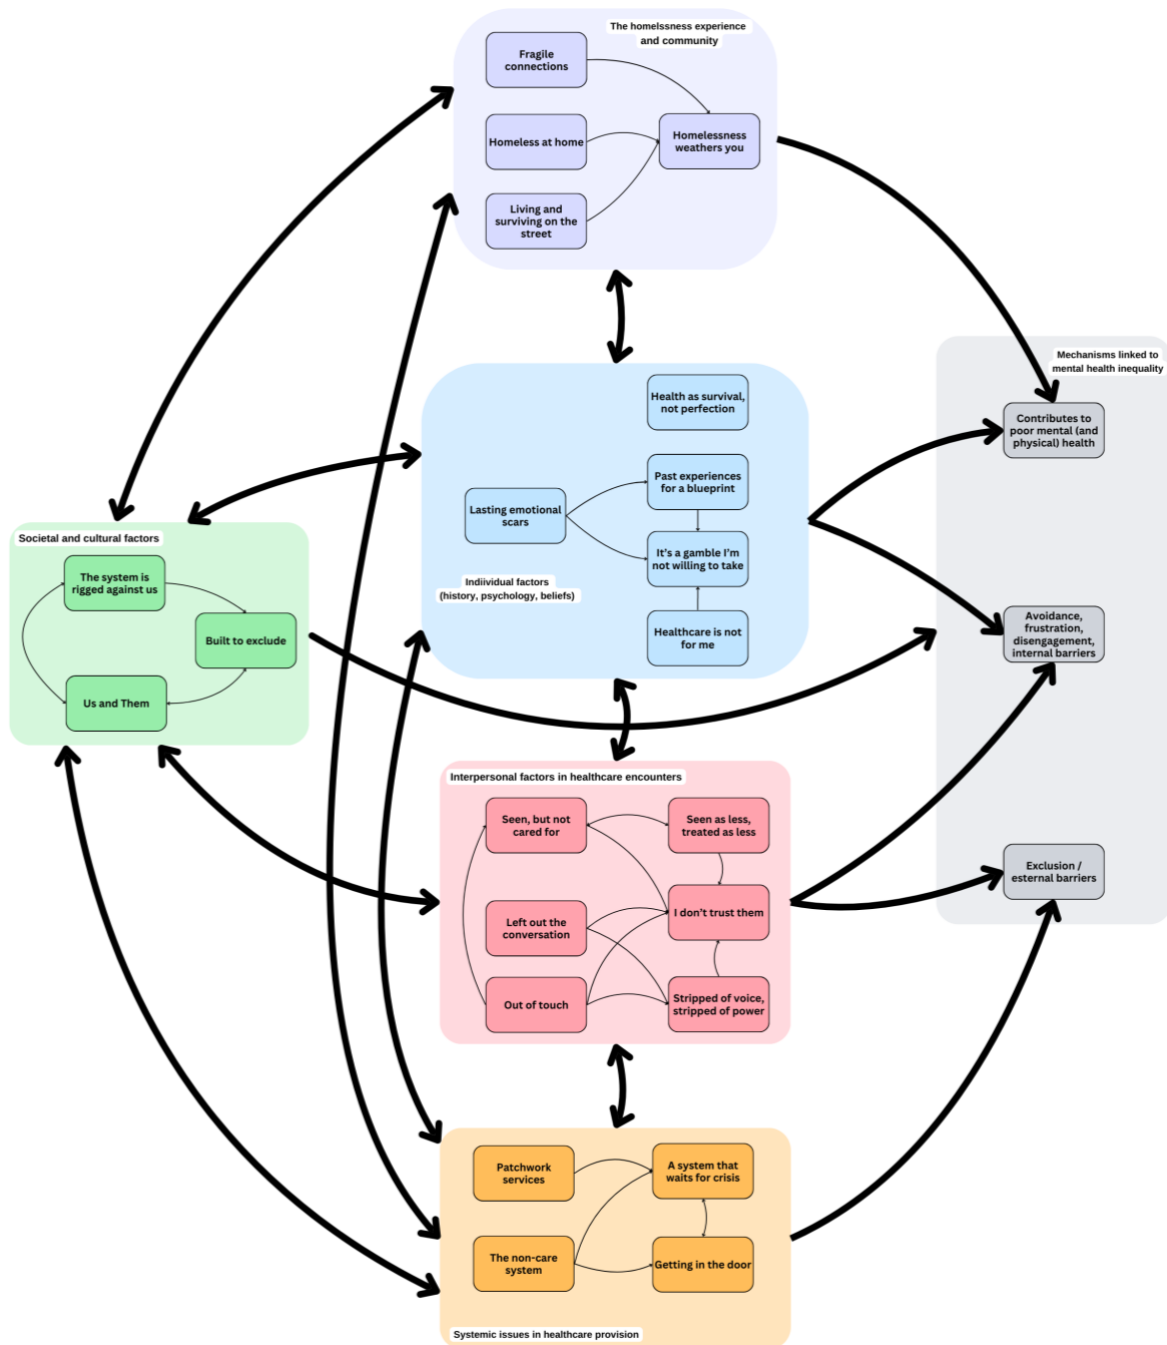 The homelssness experience
and community
Fragile
connections
Homeless at home
Homelessness
weathers you
Living and
surviving on the
street
Mechanisms linked to
mental health inequality
Contributes to
poor mental (and
physical) health
Avoidance,
frustration,
disengagement,
internal barriers
Exclusion /
esternal barriers
Health as survival,
not perfection
Past experiences
for a blueprint
Lasting emotional
scars
It's a gamble I'm
not willing to take
Indiividual factors
(history, psychology, beliefs)
Healthcare is not
for me
Societal and cultural factors
The system is
rigged against us
Built to exclude
Us and Them
Interpersonal factors in healthcare encounters
Seen, but not
cared for
Seen as less,
treated as less
Left out the
conversation
I don't trust them
Out of touch
Stripped of voice,
stripped of power
Patchwork
services
A system that
waits for crisis
The non-care
system
Getting in the door
Systemic issues in healthcare provision